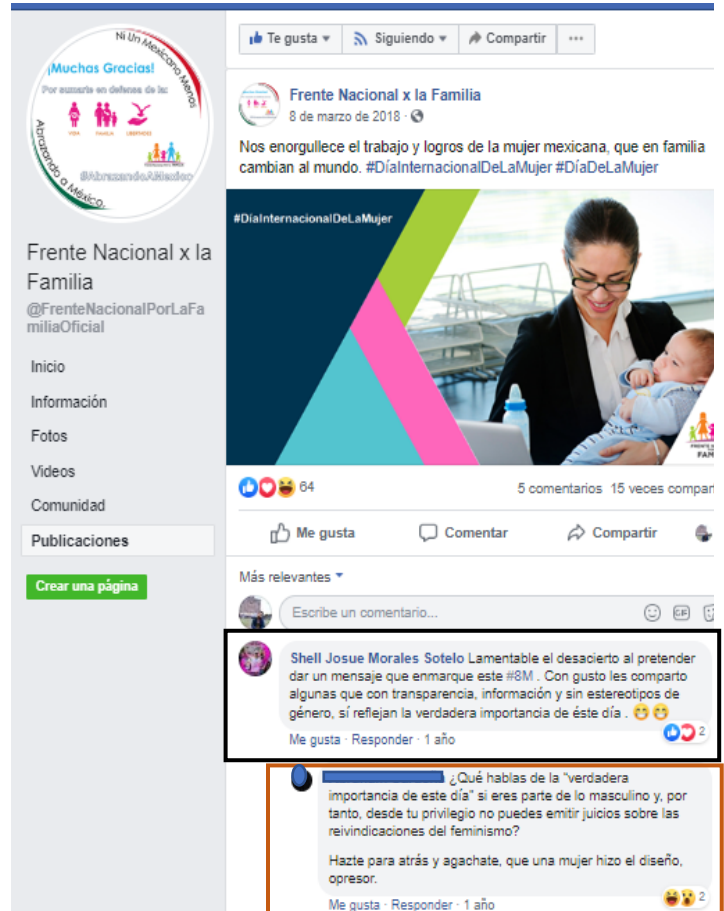 Ni Un Mexicano Menos
¡Muchas Gracias!
Por sumarte en defensa de la:
VIDA FAMILIA LIBERTADES
#AbrazandoAMexico
Abrazando a México.
Frente Nacional x la
Familia
@FrenteNacionalPorLaFa
miliaOficial
Inicio
Información
Fotos
Videos
Comunidad
Publicaciones
Crear una página
Te gusta Siguiendo Compartir ...
Frente Nacional x la Familia
8 de marzo de 2018 ·
Nos enorgullece el trabajo y logros de la mujer mexicana, que en familia
cambian al mundo. #DíaInternacionalDeLaMujer #DíaDeLaMujer
#DíaInternacionalDeLaMujer
64 5 comentarios 15 veces compart
Me gusta Comentar Compartir
Más relevantes
Escribe un comentario...
GIF
Shell Josue Morales Sotelo Lamentable el desacierto al pretender
dar un mensaje que enmarque este #8M . Con gusto les comparto
algunas que con transparencia, información y sin estereotipos de
género, sí reflejan la verdadera importancia de éste día . 😁😁
2
Me gusta · Responder · 1 año
¿Qué hablas de la "verdadera
importancia de este día" si eres parte de lo masculino y, por
tanto, desde tu privilegio no puedes emitir juicios sobre las
reivindicaciones del feminismo?
Hazte para atrás y agachate, que una mujer hizo el diseño,
opresor.
2
Me gusta · Responder · 1 año